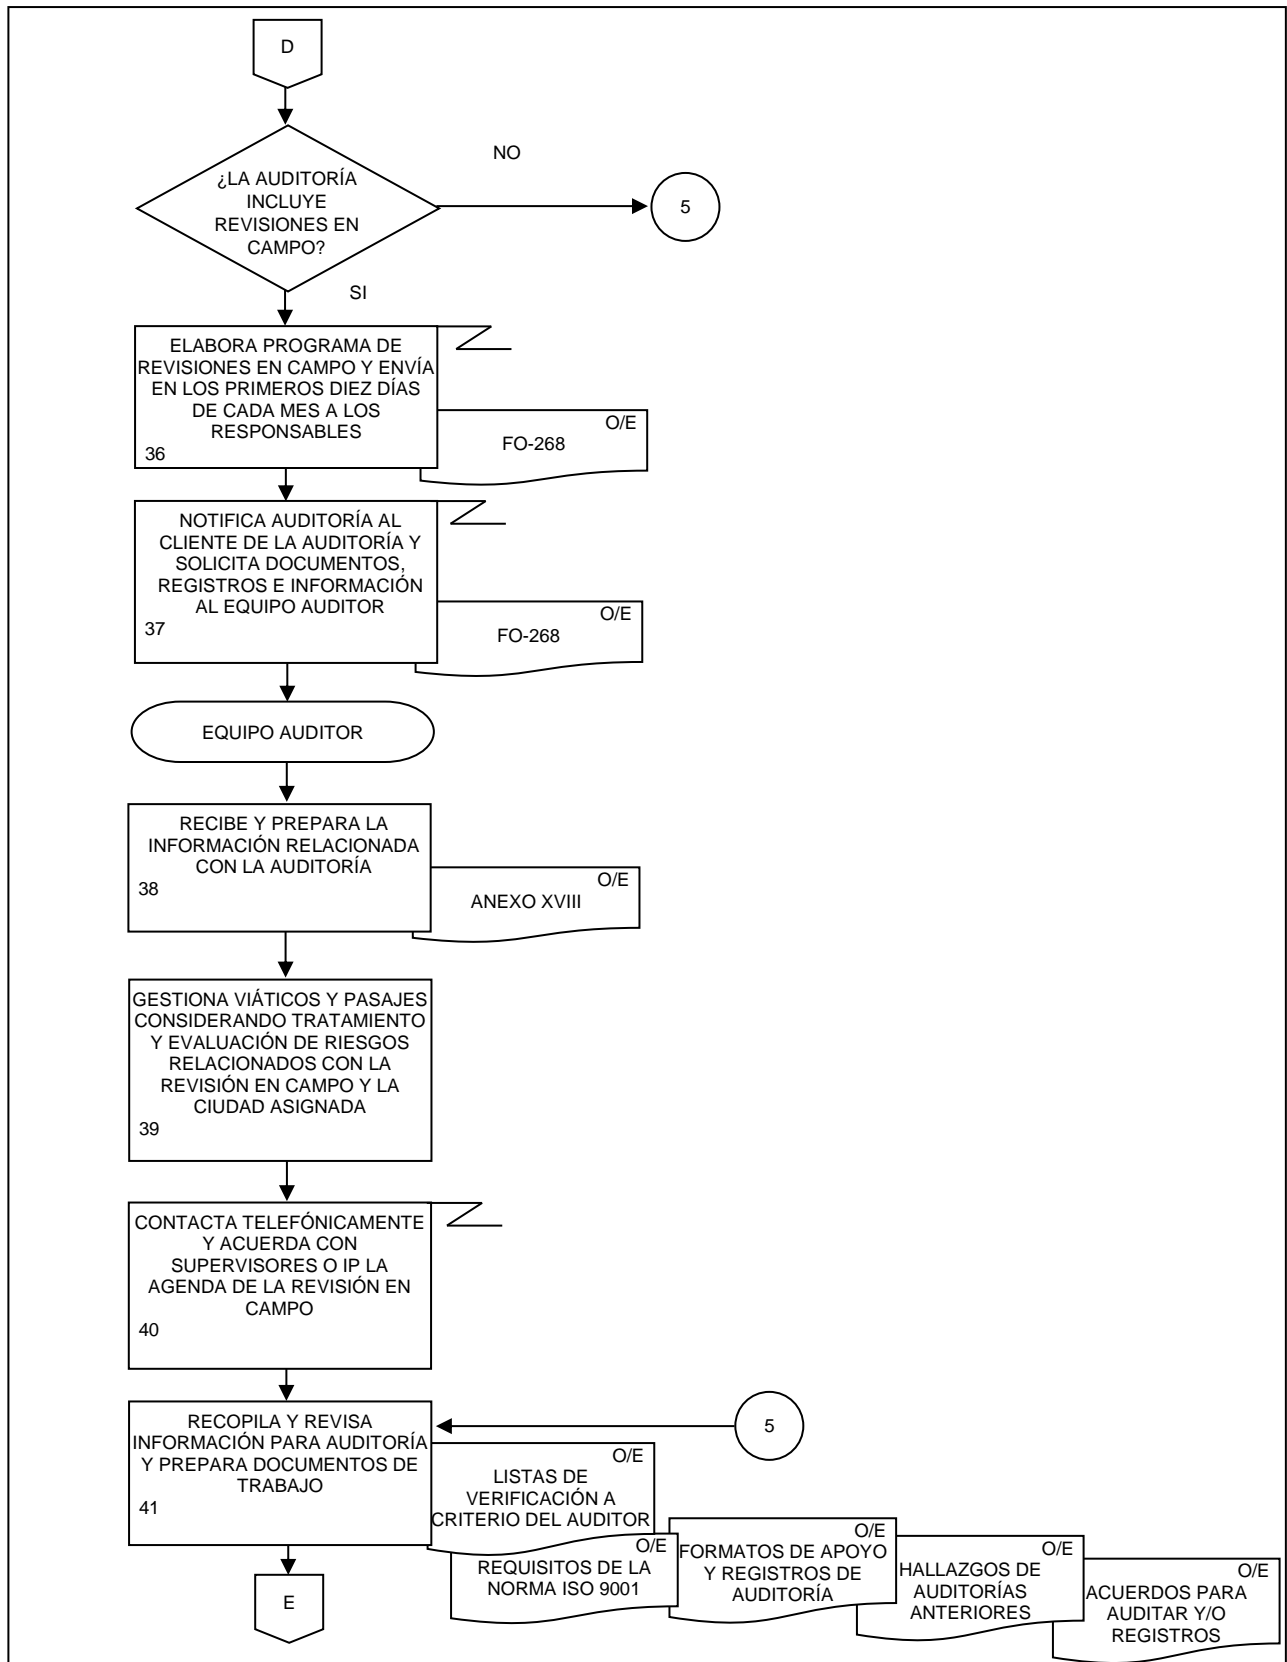 D
¿LA AUDITORÍA
INCLUYE
REVISIONES EN
CAMPO?
NO
5
SI
ELABORA PROGRAMA DE
REVISIONES EN CAMPO Y ENVÍA
EN LOS PRIMEROS DIEZ DÍAS
DE CADA MES A LOS
RESPONSABLES
36
O/E
FO-268
NOTIFICA AUDITORÍA AL
CLIENTE DE LA AUDITORÍA Y
SOLICITA DOCUMENTOS,
REGISTROS E INFORMACIÓN
AL EQUIPO AUDITOR
37
O/E
FO-268
EQUIPO AUDITOR
RECIBE Y PREPARA LA
INFORMACIÓN RELACIONADA
CON LA AUDITORÍA
38
O/E
ANEXO XVIII
GESTIONA VIÁTICOS Y PASAJES
CONSIDERANDO TRATAMIENTO
Y EVALUACIÓN DE RIESGOS
RELACIONADOS CON LA
REVISIÓN EN CAMPO Y LA
CIUDAD ASIGNADA
39
CONTACTA TELEFÓNICAMENTE
Y ACUERDA CON
SUPERVISORES O IP LA
AGENDA DE LA REVISIÓN EN
CAMPO
40
RECOPILA Y REVISA
INFORMACIÓN PARA AUDITORÍA
Y PREPARA DOCUMENTOS DE
TRABAJO
41
5
O/E
LISTAS DE
VERIFICACIÓN A
CRITERIO DEL AUDITOR
O/E
REQUISITOS DE LA
NORMA ISO 9001
O/E
FORMATOS DE APOYO
Y REGISTROS DE
AUDITORÍA
O/E
HALLAZGOS DE
AUDITORÍAS
ANTERIORES
O/E
ACUERDOS PARA
AUDITAR Y/O
REGISTROS
E